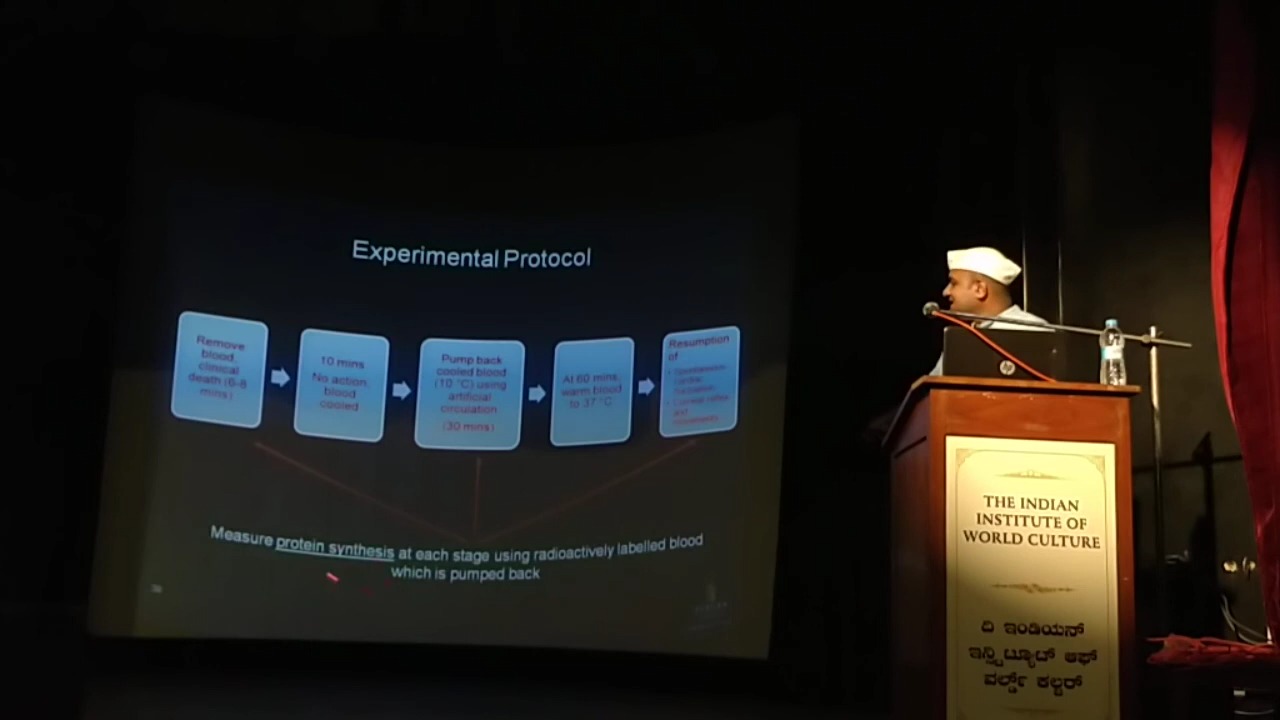 Experimental Protocol
Remove
blood,
clinical
death (6-8
mins)
10 mins
No action,
blood
cooled
Pump back
cooled blood
(10 °C) using
artificial
circulation
(30 mins)
At 60 mins,
warm blood
to 37 °C
Resumption
of
Measure protein synthesis at each stage using radioactively labelled blood
which is pumped back
THE INDIAN
INSTITUTE OF
WORLD CULTURE
ದಿ ಇಂಡಿಯನ್
ಇನ್ಸ್ಟಿಟ್ಯೂಟ್ ಆಫ್
ವರ್ಲ್ಡ್ ಕಲ್ಚರ್
hp